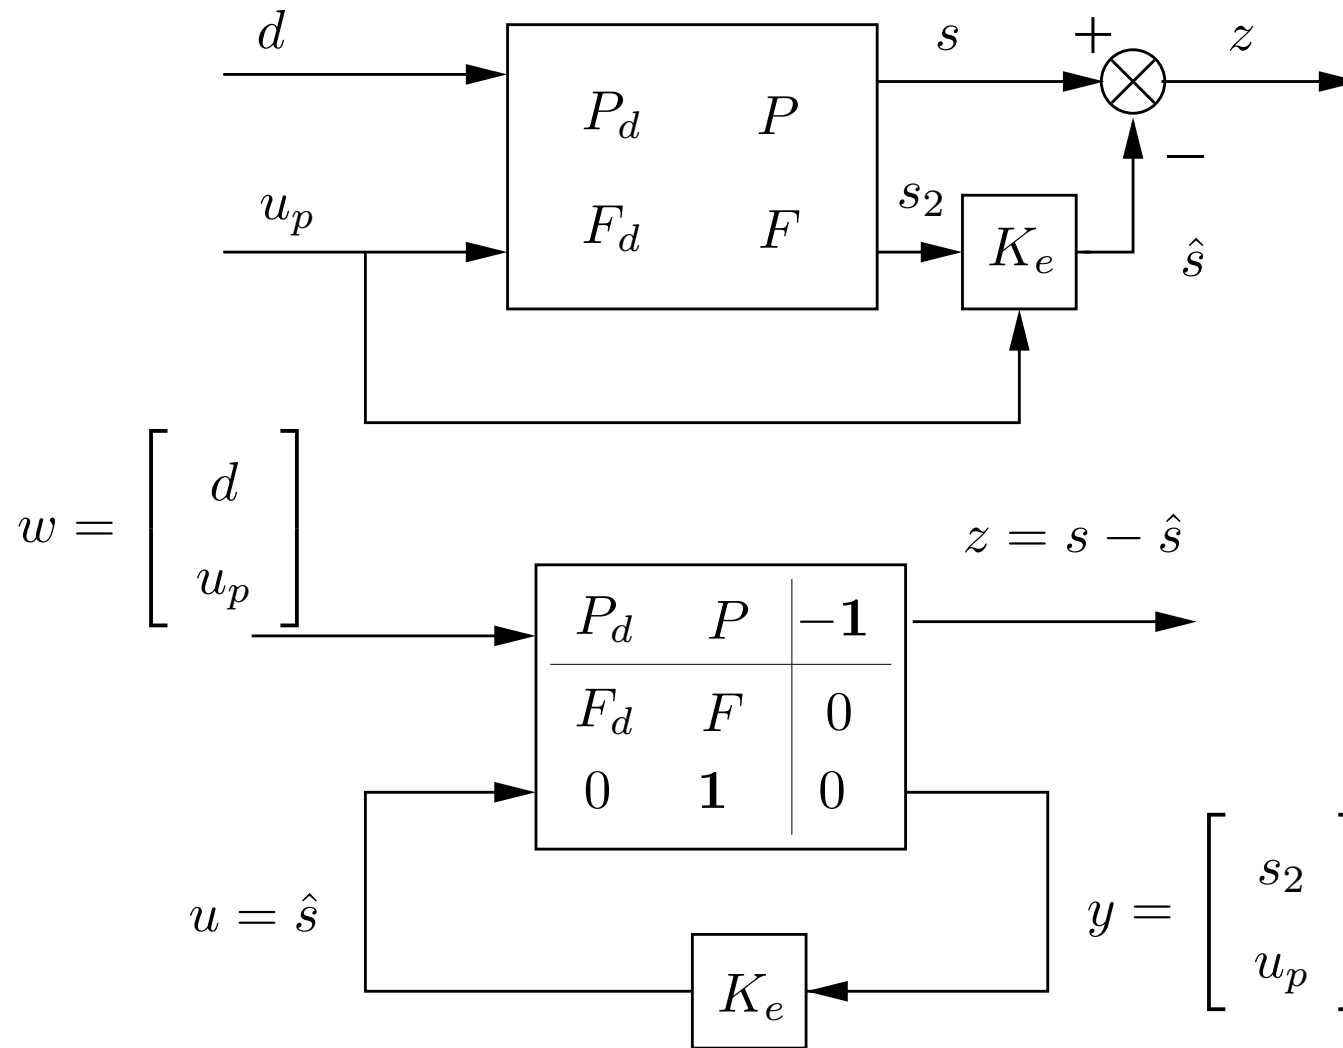 d s + z
P_d P
u_p s_2 −
F_d F K_e ŝ
w = [ d u_p ]
z = s − ŝ
P_d P −1
F_d F 0
0 1 0
u = ŝ
y = [ s_2 u_p ]
K_e